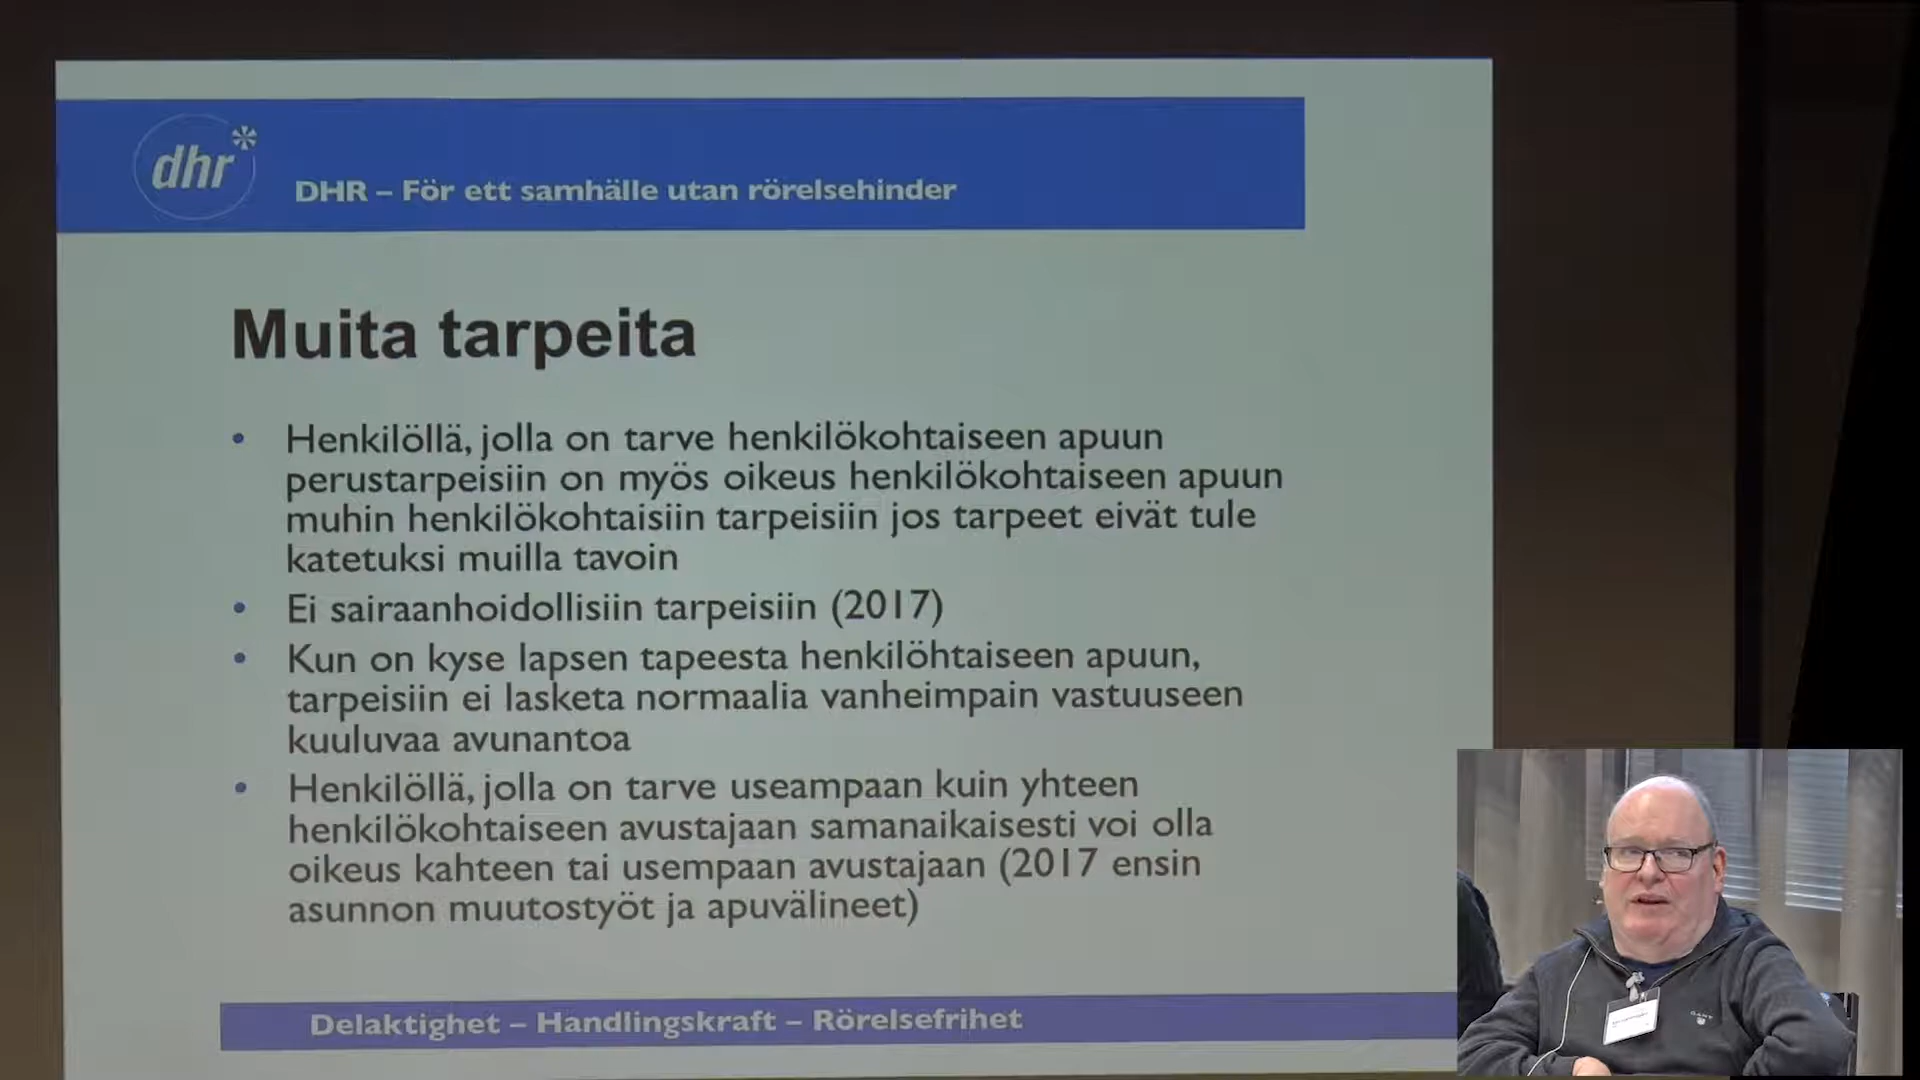 dhr
DHR – För ett samhälle utan rörelsehinder
Muita tarpeita
• Henkilöllä, jolla on tarve henkilökohtaiseen apuun
perustarpeisiin on myös oikeus henkilökohtaiseen apuun
muhin henkilökohtaisiin tarpeisiin jos tarpeet eivät tule
katetuksi muilla tavoin
• Ei sairaanhoidollisiin tarpeisiin (2017)
• Kun on kyse lapsen tapeesta henkilöhtaiseen apuun,
tarpeisiin ei lasketa normaalia vanheimpain vastuuseen
kuuluvaa avunantoa
• Henkilöllä, jolla on tarve useampaan kuin yhteen
henkilökohtaiseen avustajaan samanaikaisesti voi olla
oikeus kahteen tai usempaan avustajaan (2017 ensin
asunnon muutostyöt ja apuvälineet)
Delaktighet – Handlingskraft – Rörelsefrihet
GANT